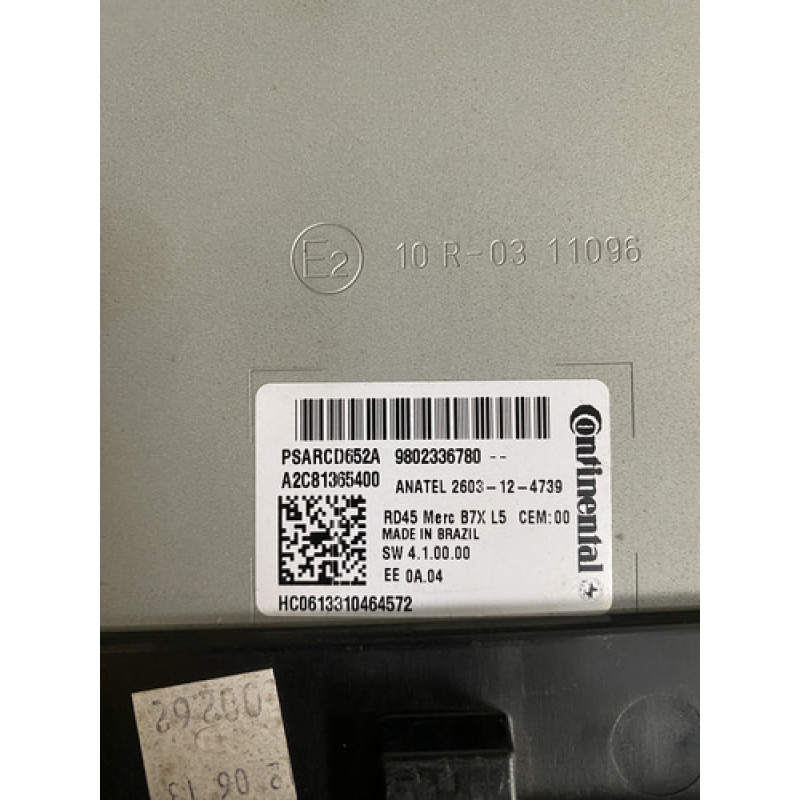 E2 10 R-03 11096
PSARCD652A 9802336780 --
A2C81365400 ANATEL 2603-12-4739
RD45 Merc B7X L5 CEM:00
MADE IN BRAZIL
SW 4.1.00.00
EE 0A.04
HC0613310464572
Continental